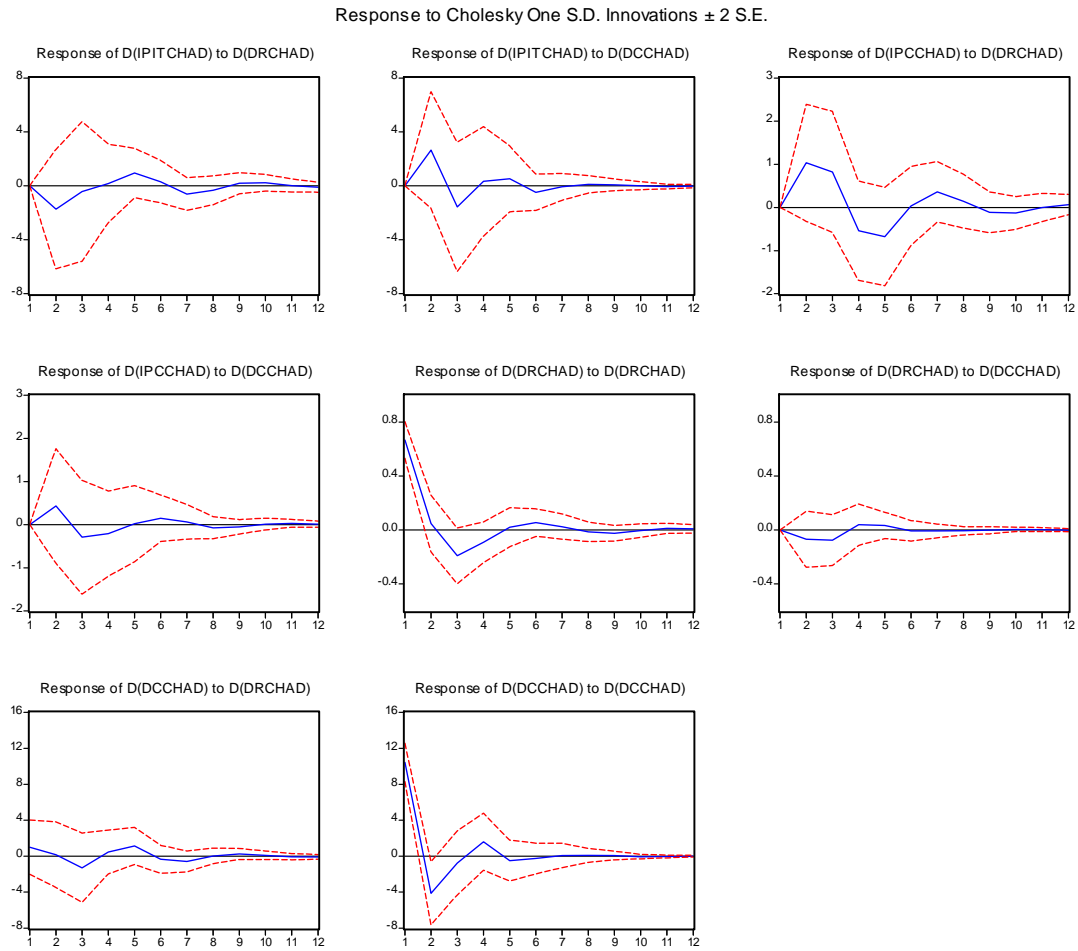 Response to Cholesky One S.D. Innovations ± 2 S.E.
Response of D(IPITCHAD) to D(DRCHAD)
8
4
0
-4
-8
1 2 3 4 5 6 7 8 9 10 11 12
Response of D(IPITCHAD) to D(DCCHAD)
8
4
0
-4
-8
1 2 3 4 5 6 7 8 9 10 11 12
Response of D(IPCCHAD) to D(DRCHAD)
3
2
1
0
-1
-2
1 2 3 4 5 6 7 8 9 10 11 12
Response of D(IPCCHAD) to D(DCCHAD)
3
2
1
0
-1
-2
1 2 3 4 5 6 7 8 9 10 11 12
Response of D(DRCHAD) to D(DRCHAD)
0.8
0.4
0.0
-0.4
1 2 3 4 5 6 7 8 9 10 11 12
Response of D(DRCHAD) to D(DCCHAD)
0.8
0.4
0.0
-0.4
1 2 3 4 5 6 7 8 9 10 11 12
Response of D(DCCHAD) to D(DRCHAD)
16
12
8
4
0
-4
-8
1 2 3 4 5 6 7 8 9 10 11 12
Response of D(DCCHAD) to D(DCCHAD)
16
12
8
4
0
-4
-8
1 2 3 4 5 6 7 8 9 10 11 12